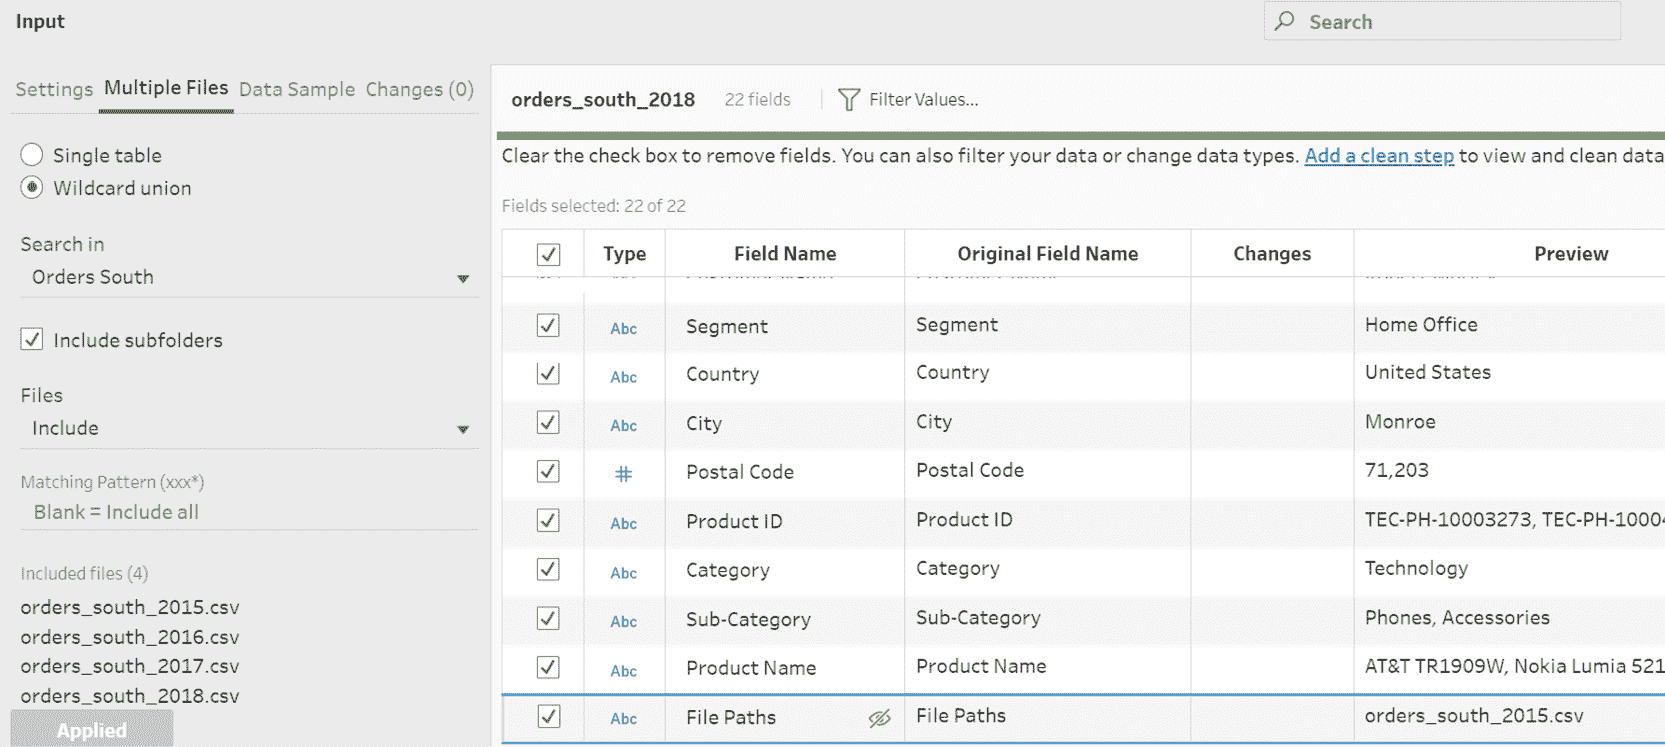 Input
Search
Settings Multiple Files Data Sample Changes (0)
Single table
Wildcard union
Search in
Orders South
Include subfolders
Files
Include
Matching Pattern (xxx*)
Blank = Include all
Included files (4)
orders_south_2015.csv
orders_south_2016.csv
orders_south_2017.csv
orders_south_2018.csv
Applied
orders_south_2018 22 fields Filter Values...
Clear the check box to remove fields. You can also filter your data or change data types. Add a clean step to view and clean data
Fields selected: 22 of 22
Type Field Name Original Field Name Changes Preview
Abc Segment Segment Home Office
Abc Country Country United States
Abc City City Monroe
# Postal Code Postal Code 71,203
Abc Product ID Product ID TEC-PH-10003273, TEC-PH-10004
Abc Category Category Technology
Abc Sub-Category Sub-Category Phones, Accessories
Abc Product Name Product Name AT&T TR1909W, Nokia Lumia 521
Abc File Paths File Paths orders_south_2015.csv